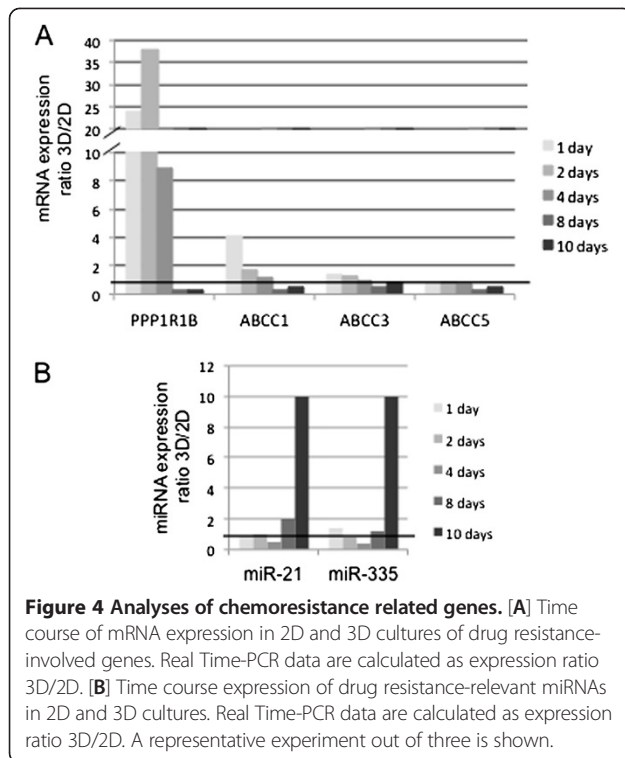 A
mRNA expression
ratio 3D/2D
40
35
30
25
20
10
8
6
4
2
0
PPP1R1B ABCC1 ABCC3 ABCC5
1 day
2 days
4 days
8 days
10 days
B
miRNA expression
ratio 3D/2D
12
10
8
6
4
2
0
miR-21 miR-335
1 day
2 days
4 days
8 days
10 days
Figure 4 Analyses of chemoresistance related genes. [A] Time
course of mRNA expression in 2D and 3D cultures of drug resistance-
involved genes. Real Time-PCR data are calculated as expression ratio
3D/2D. [B] Time course expression of drug resistance-relevant miRNAs
in 2D and 3D cultures. Real Time-PCR data are calculated as expression
ratio 3D/2D. A representative experiment out of three is shown.